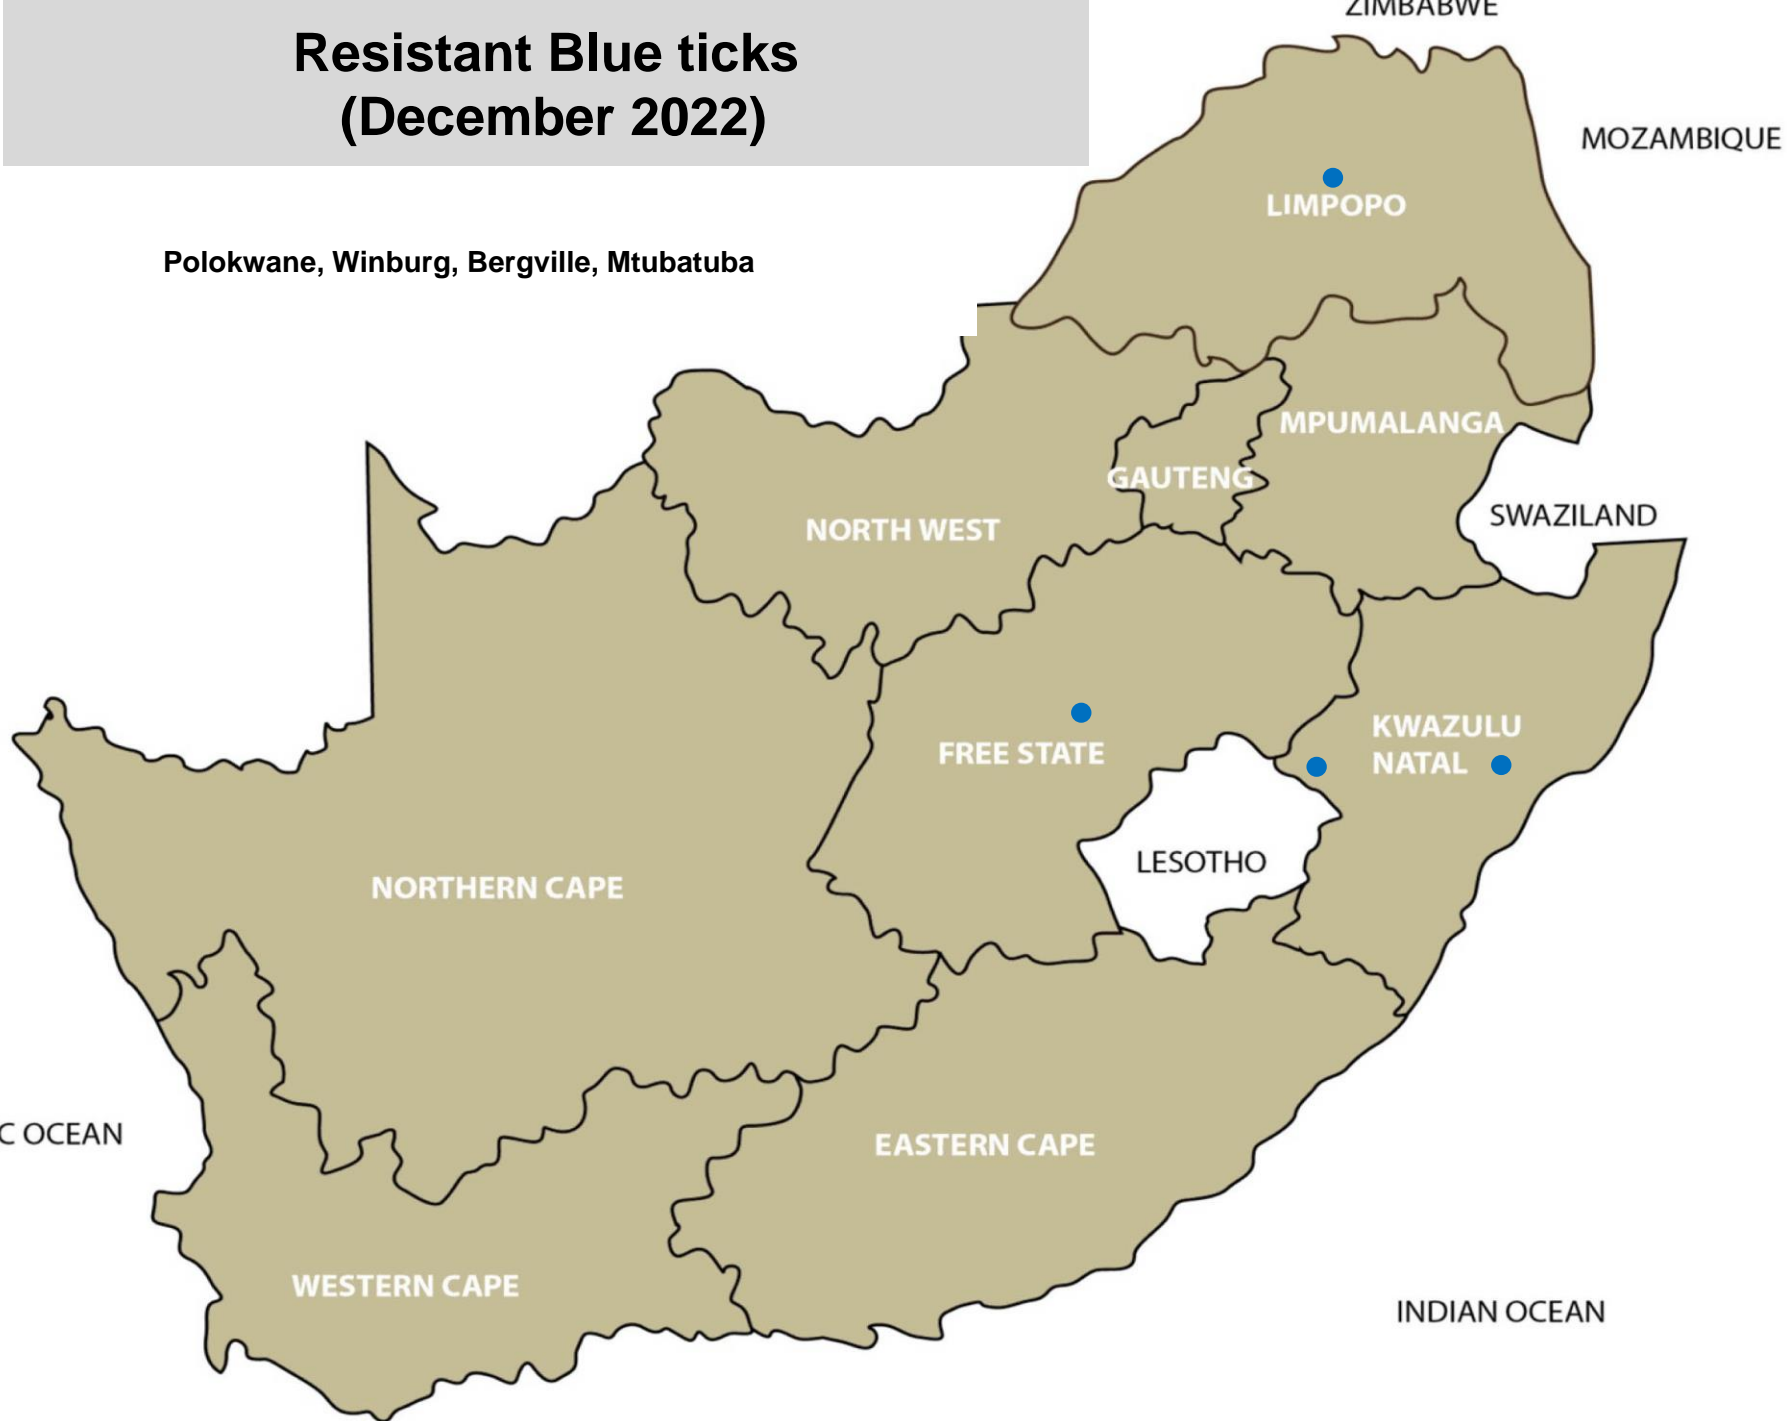 Resistant Blue ticks
(December 2022)
ZIMBABWE
MOZAMBIQUE
LIMPOPO
Polokwane, Winburg, Bergville, Mtubatuba
MPUMALANGA
GAUTENG
SWAZILAND
NORTH WEST
KWAZULU
NATAL
FREE STATE
LESOTHO
NORTHERN CAPE
C OCEAN
EASTERN CAPE
WESTERN CAPE
INDIAN OCEAN